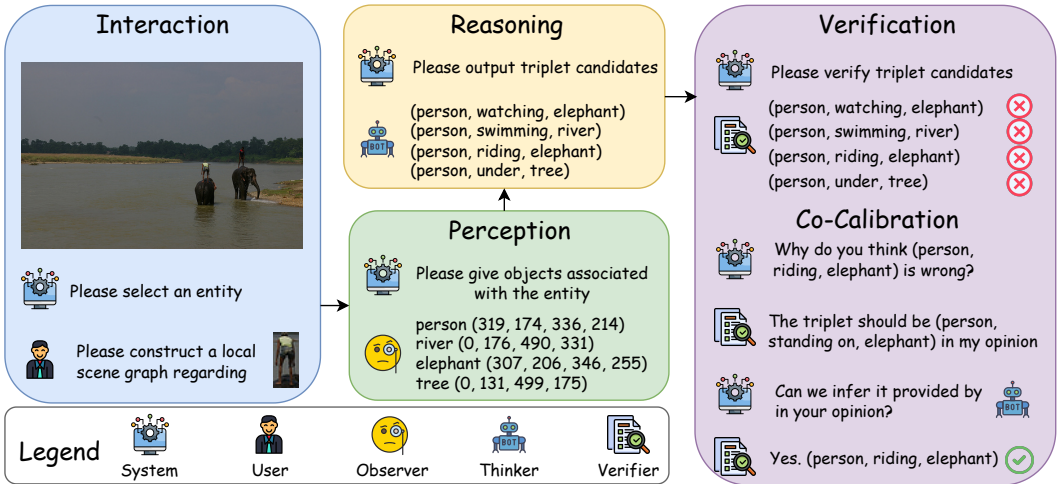 Interaction
Please select an entity
Please construct a local
scene graph regarding
Reasoning
Please output triplet candidates
(person, watching, elephant)
(person, swimming, river)
(person, riding, elephant)
(person, under, tree)
BOT
Perception
Please give objects associated
with the entity
person (319, 174, 336, 214)
river (0, 176, 490, 331)
elephant (307, 206, 346, 255)
tree (0, 131, 499, 175)
Verification
Please verify triplet candidates
(person, watching, elephant)
(person, swimming, river)
(person, riding, elephant)
(person, under, tree)
Co-Calibration
Why do you think (person,
riding, elephant) is wrong?
The triplet should be (person,
standing on, elephant) in my opinion
Can we infer it provided by
in your opinion?
BOT
Yes. (person, riding, elephant)
Legend
System
User
Observer
BOT
Thinker
Verifier